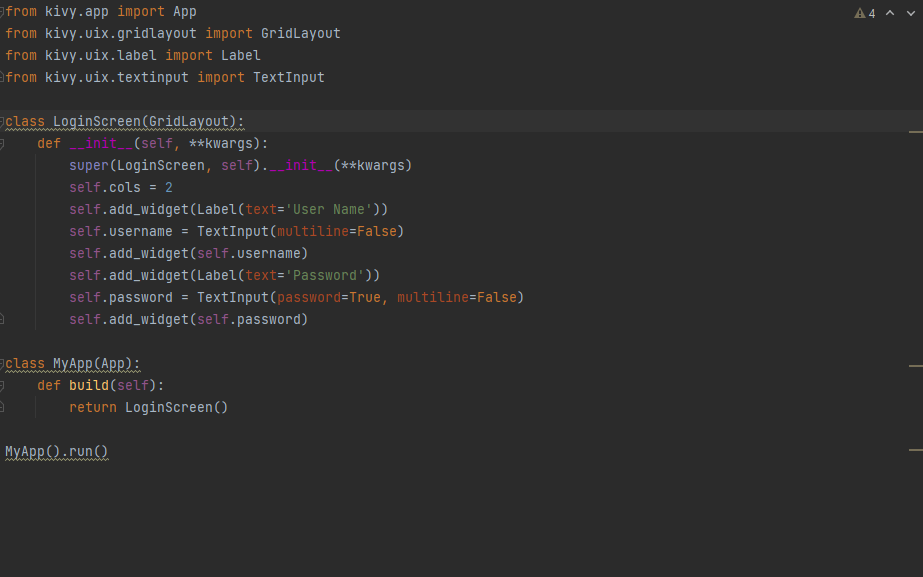 from kivy.app import App
4
from kivy.uix.gridlayout import GridLayout
from kivy.uix.label import Label
from kivy.uix.textinput import TextInput

class LoginScreen(GridLayout):
    def __init__(self, **kwargs):
        super(LoginScreen, self).__init__(**kwargs)
        self.cols = 2
        self.add_widget(Label(text='User Name'))
        self.username = TextInput(multiline=False)
        self.add_widget(self.username)
        self.add_widget(Label(text='Password'))
        self.password = TextInput(password=True, multiline=False)
        self.add_widget(self.password)

class MyApp(App):
    def build(self):
        return LoginScreen()

MyApp().run()